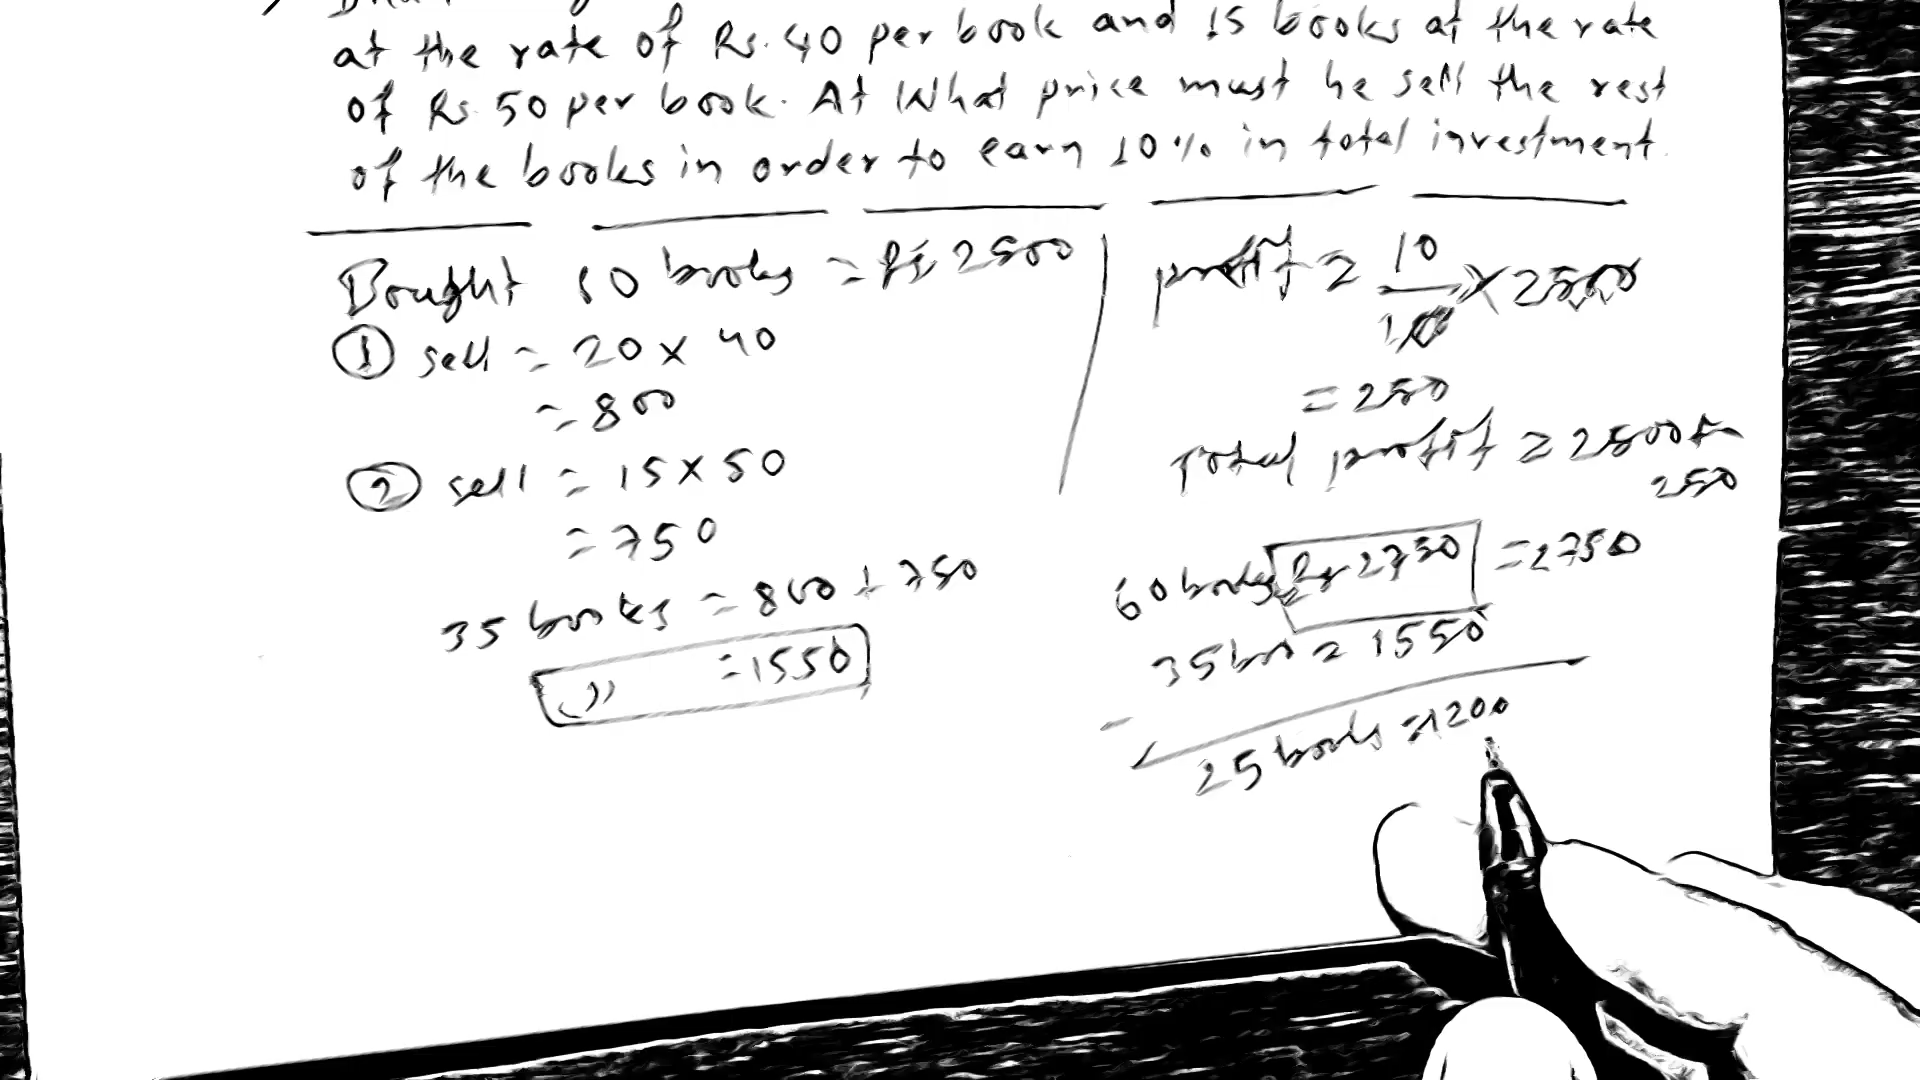 at the rate of Rs. 40 per book and 15 books at the rate
of Rs. 50 per book. At What price must he sell the rest
of the books in order to earn 10% in total investment.
Bought 60 books = Rs 2500
① sell = 20 x 40
= 800
② sell = 15 x 50
= 750
35 books = 800 + 750
" = 1550
profit = 10/100 x 2500
= 250
Total profit = 2500 +
250
60 books = Rs 2750 = 2750
35 boo = 1550
-
25 books = 1200